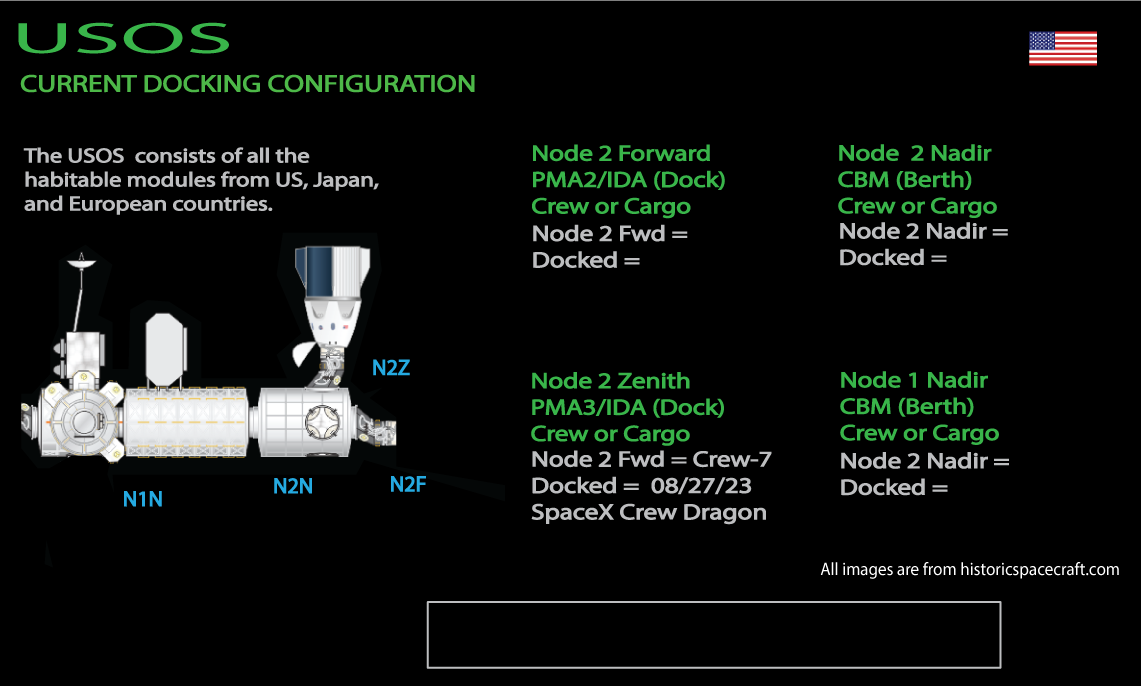 USOS
CURRENT DOCKING CONFIGURATION
The USOS  consists of all the
habitable modules from US, Japan,
and European countries.
Node 2 Forward
PMA2/IDA (Dock)
Crew or Cargo
Node 2 Fwd =
Docked =
Node  2 Nadir
CBM (Berth)
Crew or Cargo
Node 2 Nadir =
Docked =
N2Z
N2N
N2F
N1N
Node 2 Zenith
PMA3/IDA (Dock)
Crew or Cargo
Node 2 Fwd = Crew-7
Docked =  08/27/23
SpaceX Crew Dragon
Node 1 Nadir
CBM (Berth)
Crew or Cargo
Node 2 Nadir =
Docked =
All images are from historicspacecraft.com